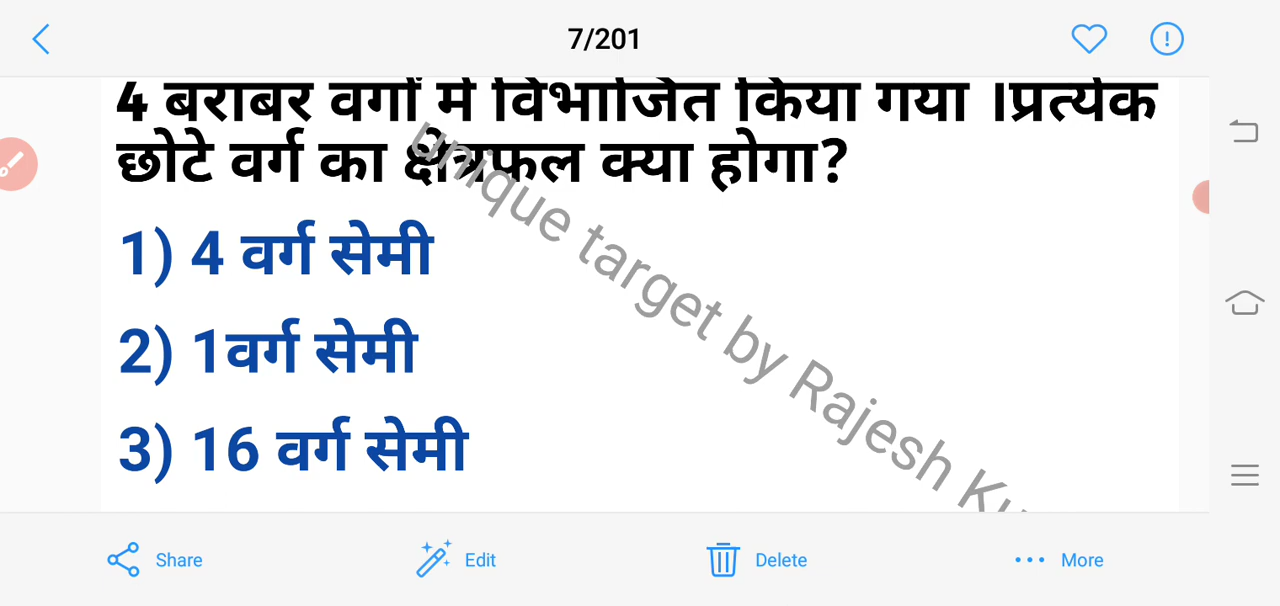 7/201
4 बराबर वर्गों में विभाजित किया गया ।प्रत्येक
छोटे वर्ग का क्षेत्रफल क्या होगा?
1) 4 वर्ग सेमी
2) 1वर्ग सेमी
3) 16 वर्ग सेमी
unique target by Rajesh Ku
Share Edit Delete More